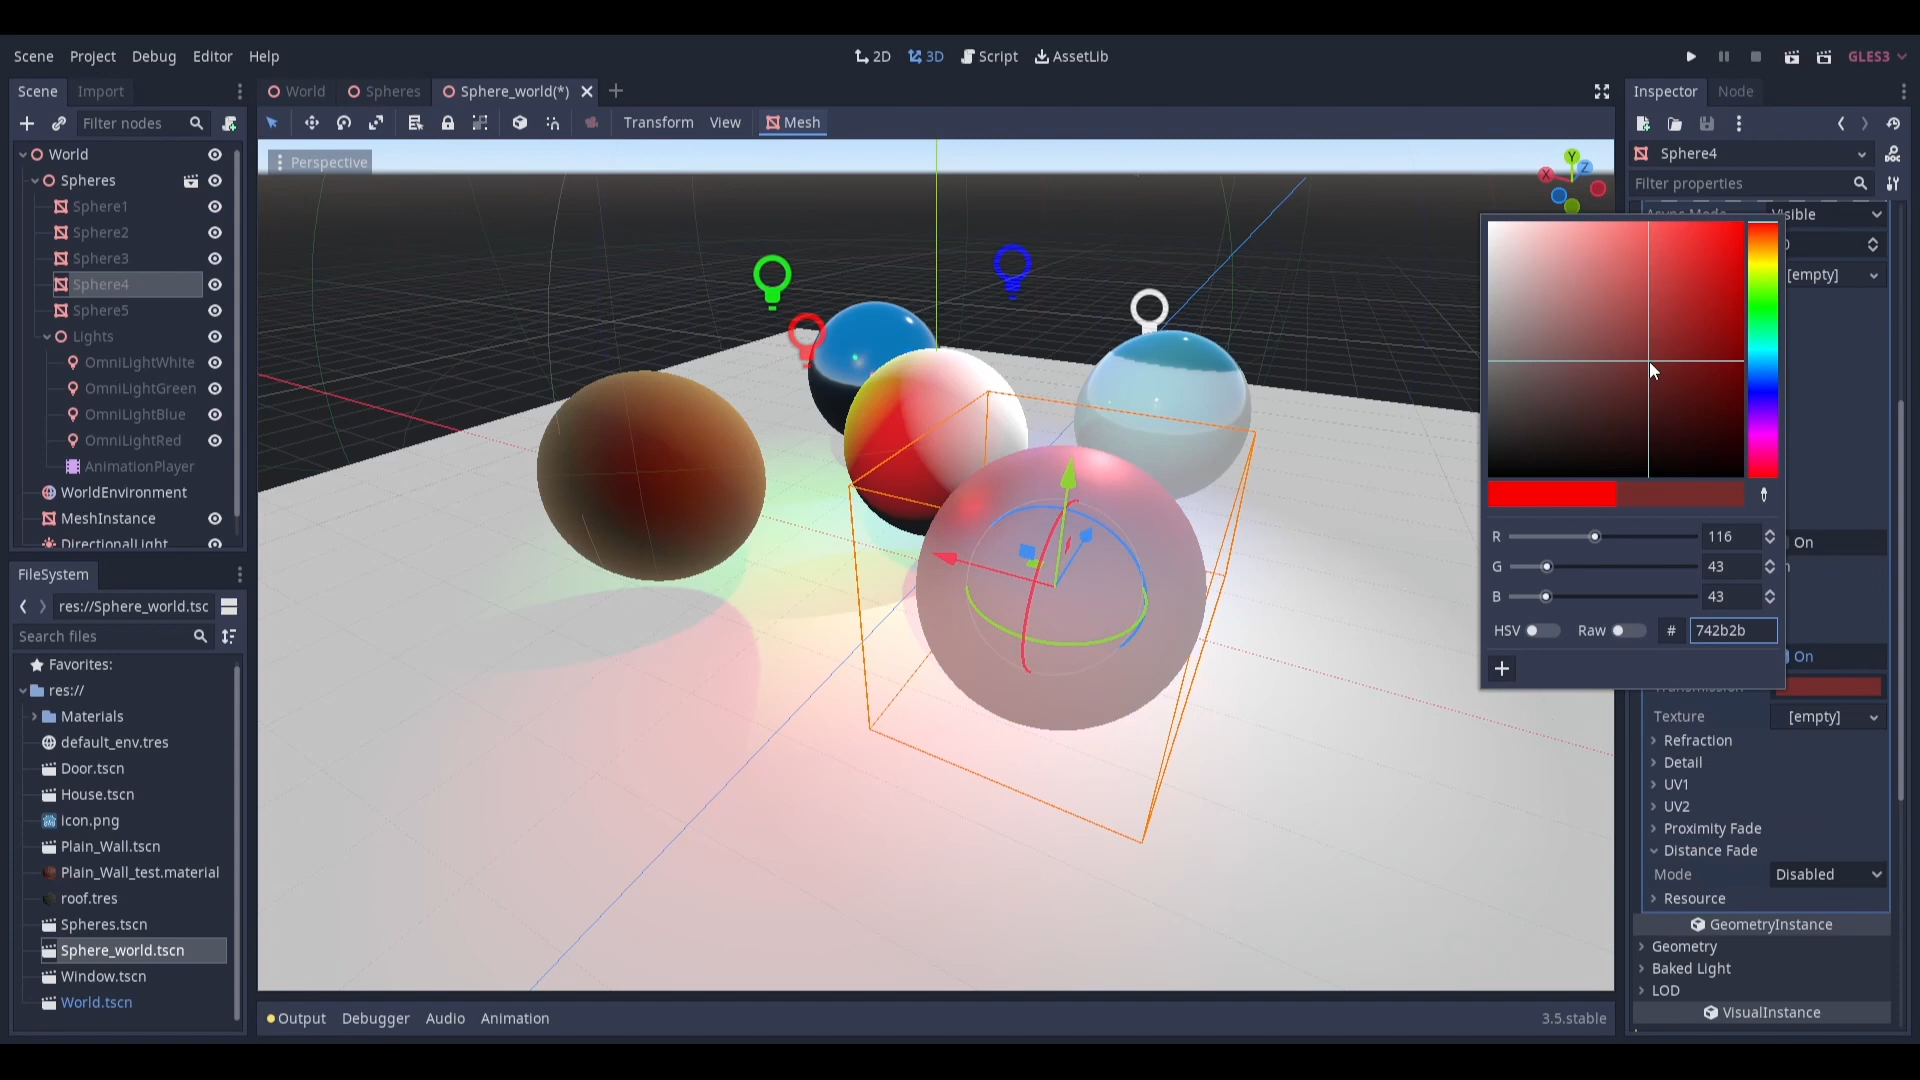 Scene Project Debug Editor Help
2D 3D Script AssetLib
GLES3
Scene Import
World Spheres Sphere_world(*)
Inspector Node
Filter nodes
Transform View Mesh
Sphere4
Filter properties
Perspective
Y
Z
X
World
Spheres
Sphere1
Sphere2
Sphere3
Sphere4
Sphere5
Lights
OmniLightWhite
OmniLightGreen
OmniLightBlue
OmniLightRed
AnimationPlayer
WorldEnvironment
MeshInstance
DirectionalLight
FileSystem
res://Sphere_world.tsc
Search files
Favorites:
res://
Materials
default_env.tres
Door.tscn
House.tscn
icon.png
Plain_Wall.tscn
Plain_Wall_test.material
roof.tres
Spheres.tscn
Sphere_world.tscn
Window.tscn
World.tscn
Output Debugger Audio Animation
3.5.stable
Async Mode
[empty]
R 116
G 43
B 43
HSV Raw # 742b2b
On
On
Transmission
Texture [empty]
Refraction
Detail
UV1
UV2
Proximity Fade
Distance Fade
Mode Disabled
Resource
GeometryInstance
Geometry
Baked Light
LOD
VisualInstance